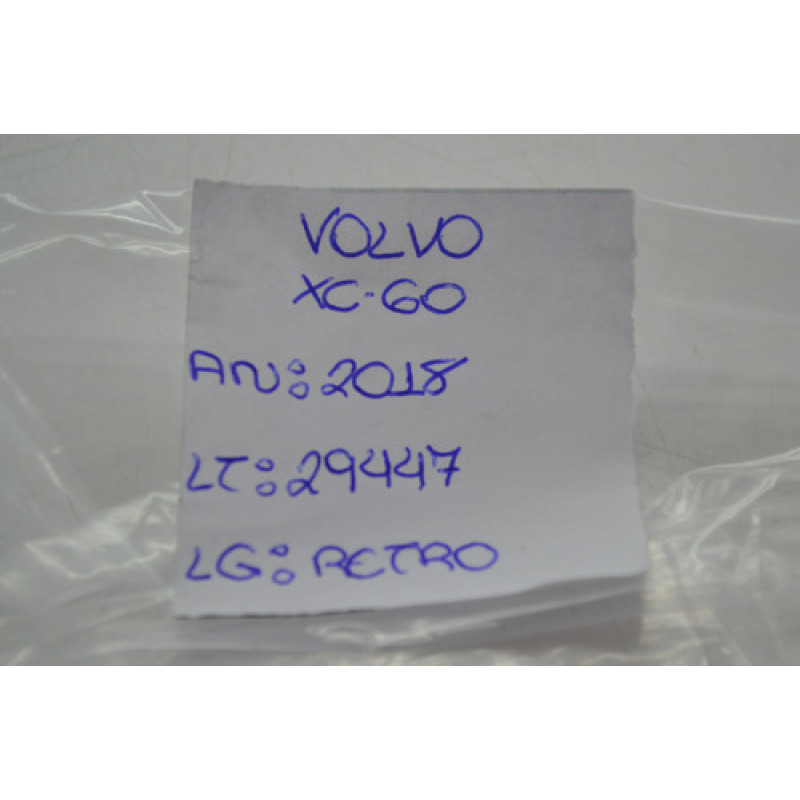 VOLVO
XC-60
AN: 2018
LT: 29447
LG: RETRO